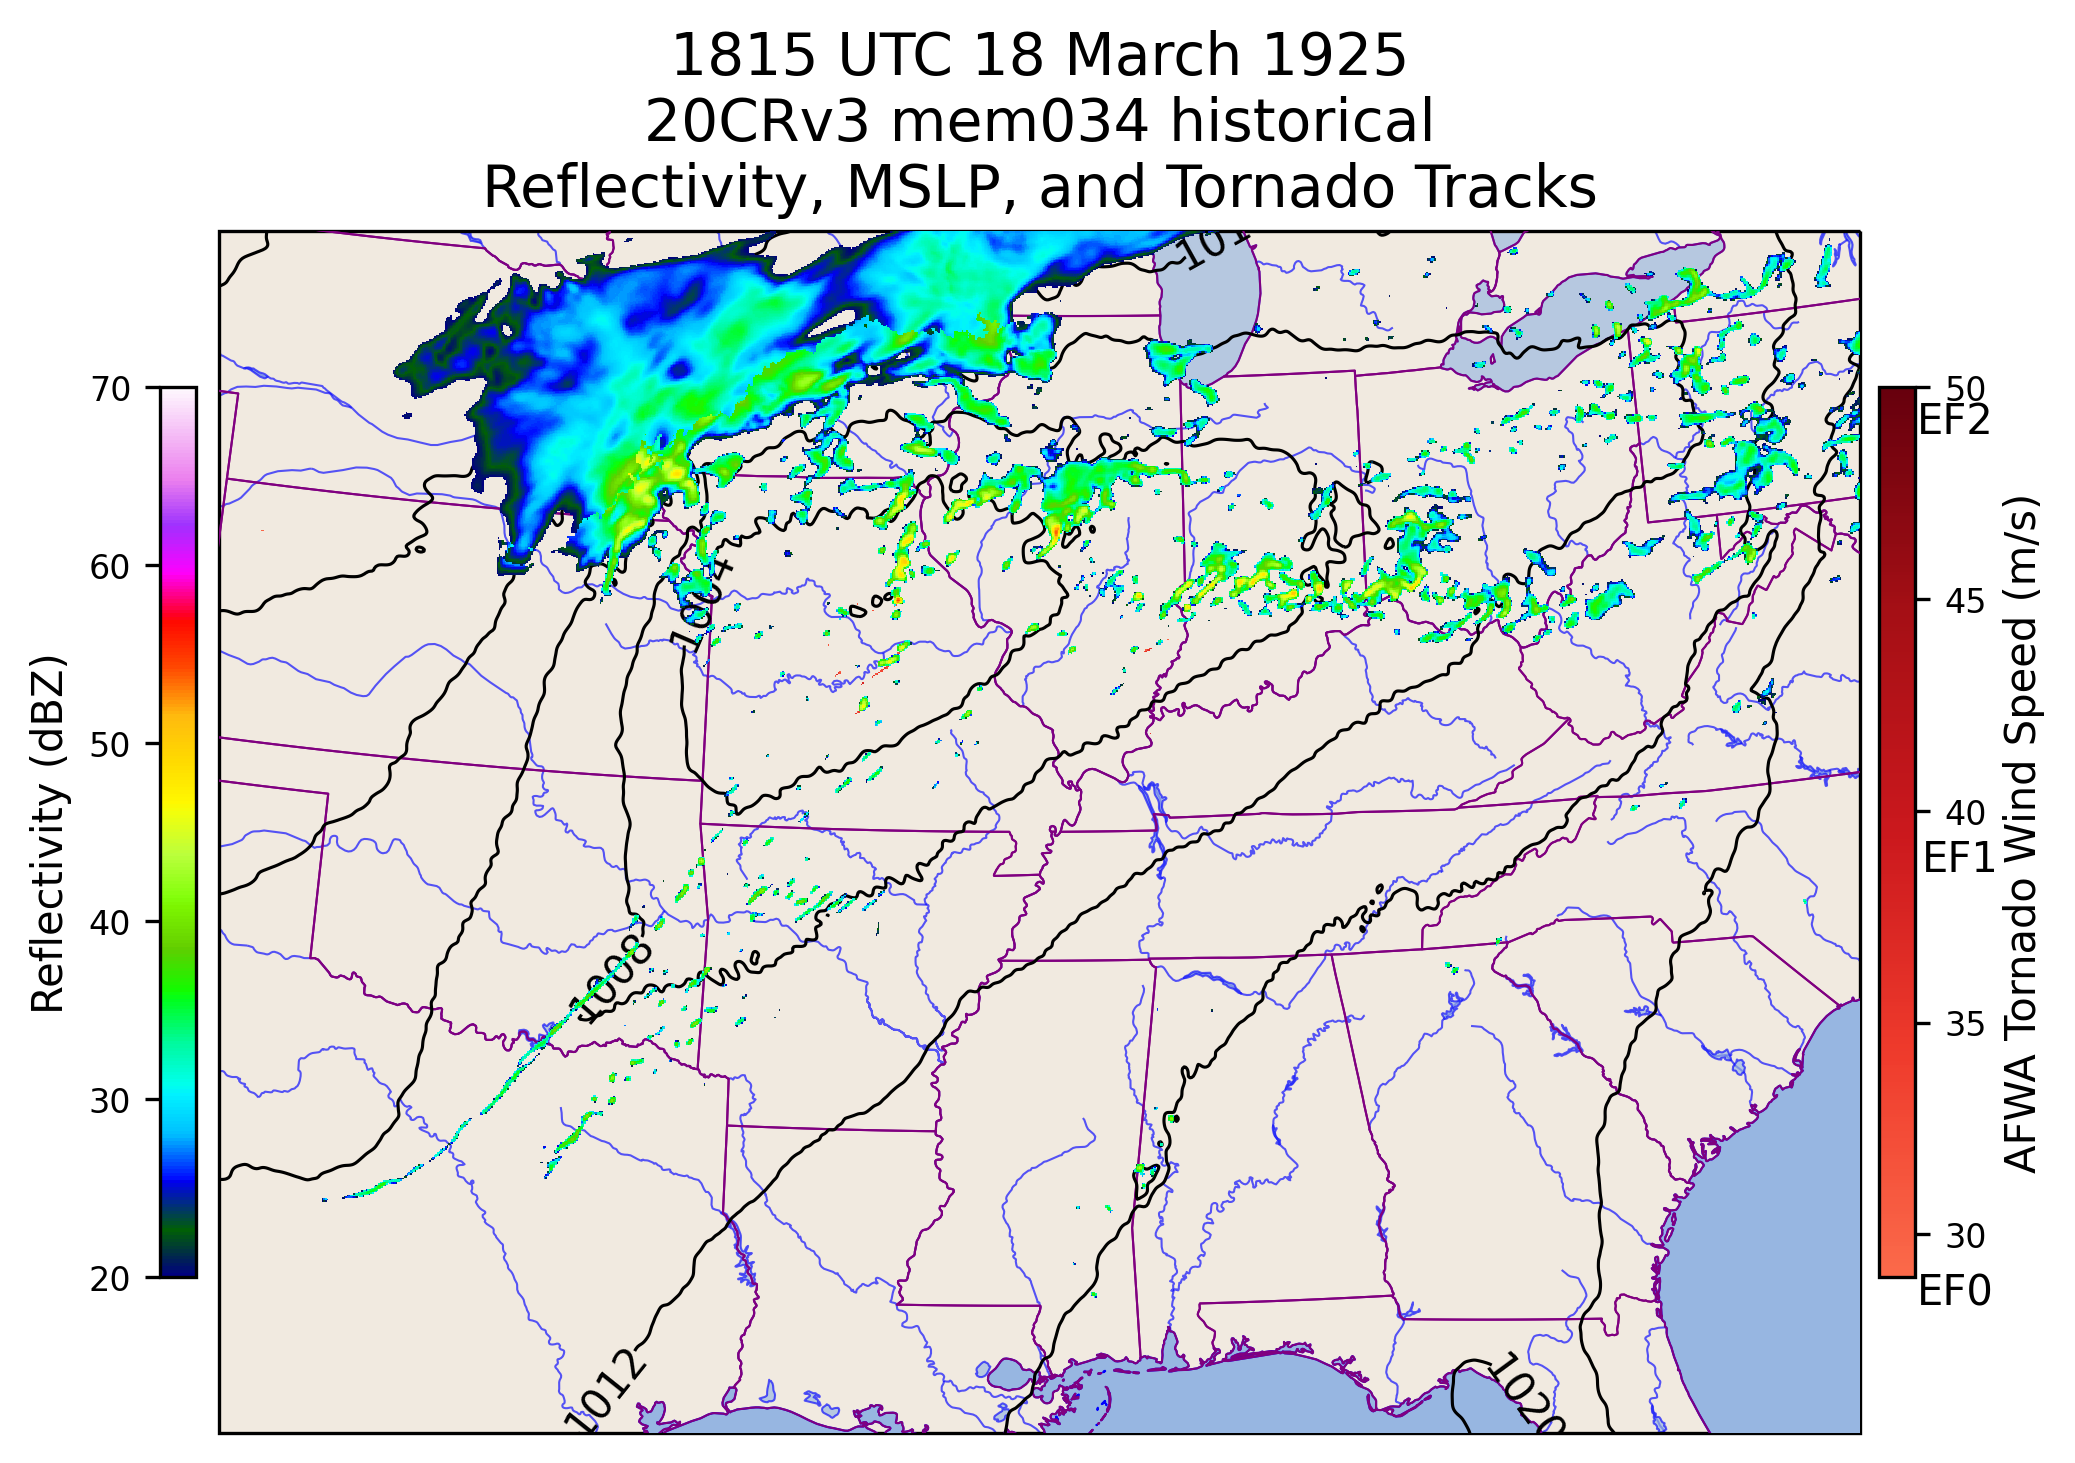 1815 UTC 18 March 1925
20CRv3 mem034 historical
Reflectivity, MSLP, and Tornado Tracks
101
1004
1008
1012
1020
70
60
50
40
30
20
Reflectivity (dBZ)
50
EF2
45
40
EF1
35
30
EF0
AFWA Tornado Wind Speed (m/s)